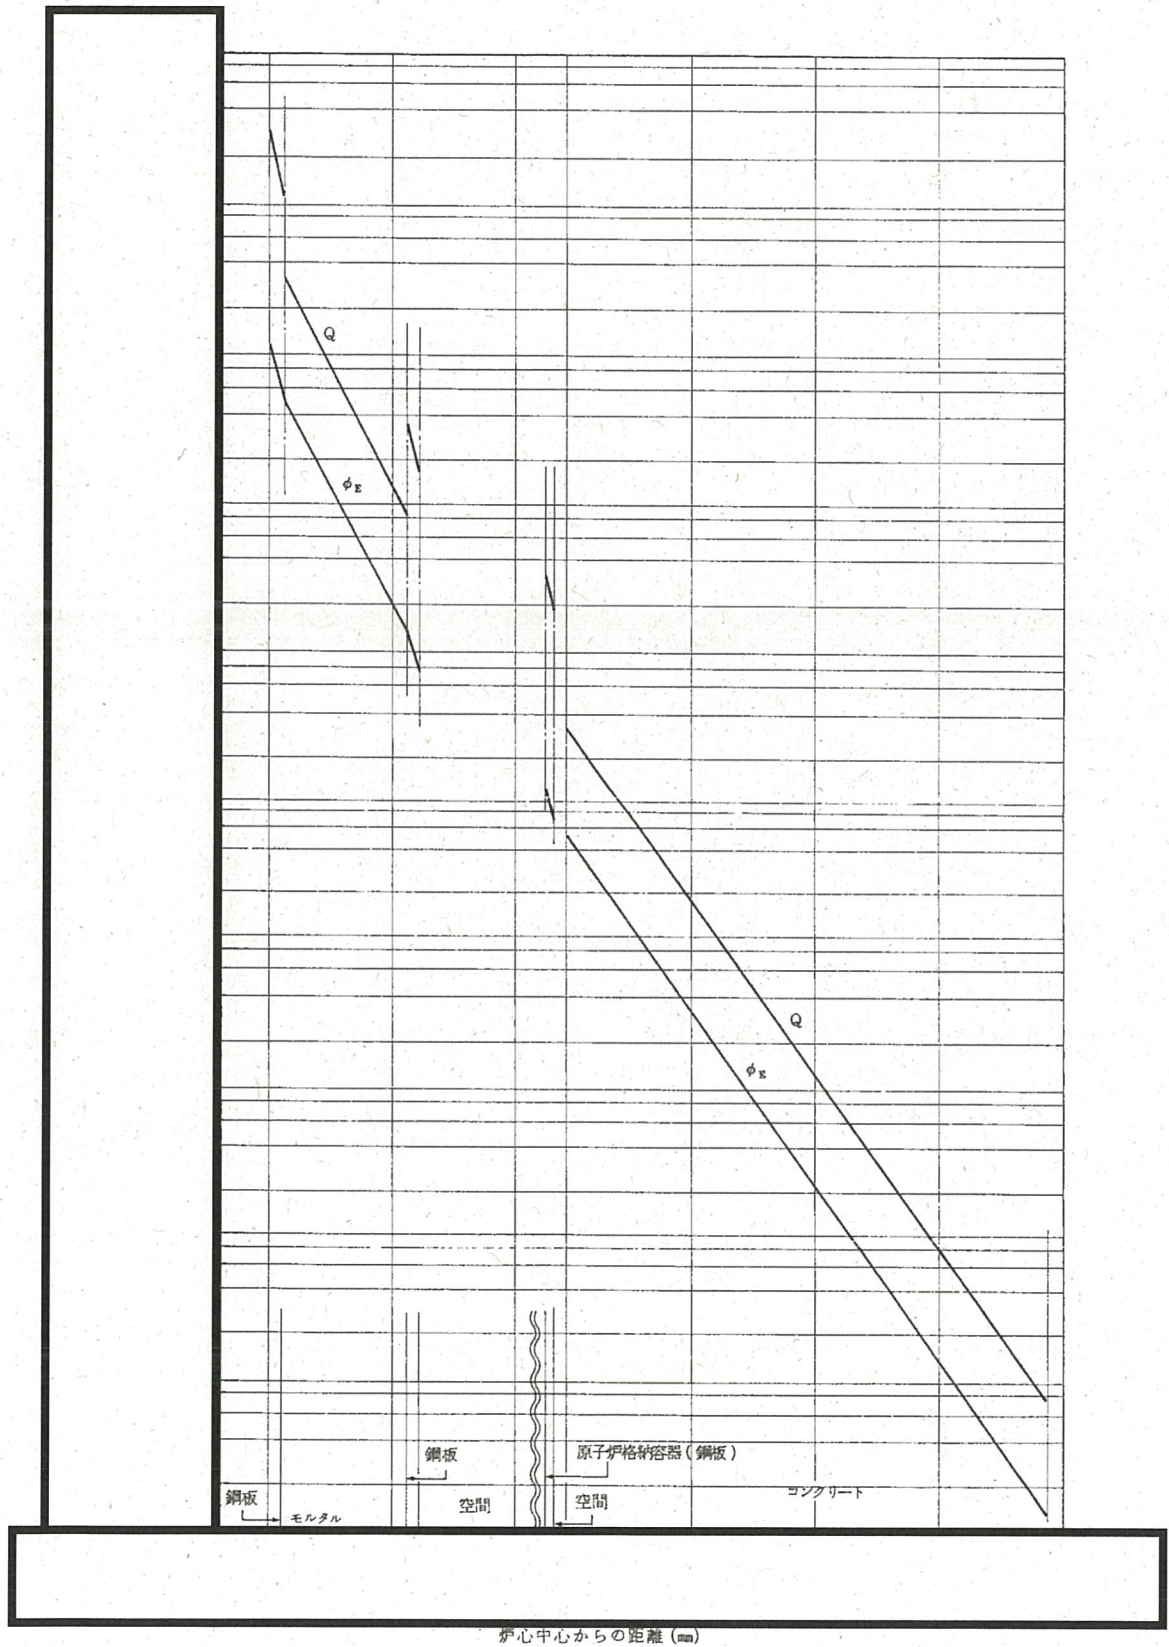 Q
φE
Q
φE
鋼板
原子炉格納容器(鋼板)
鋼板
空間
空間
コンクリート
モルタル
炉心中心からの距離(㎜)